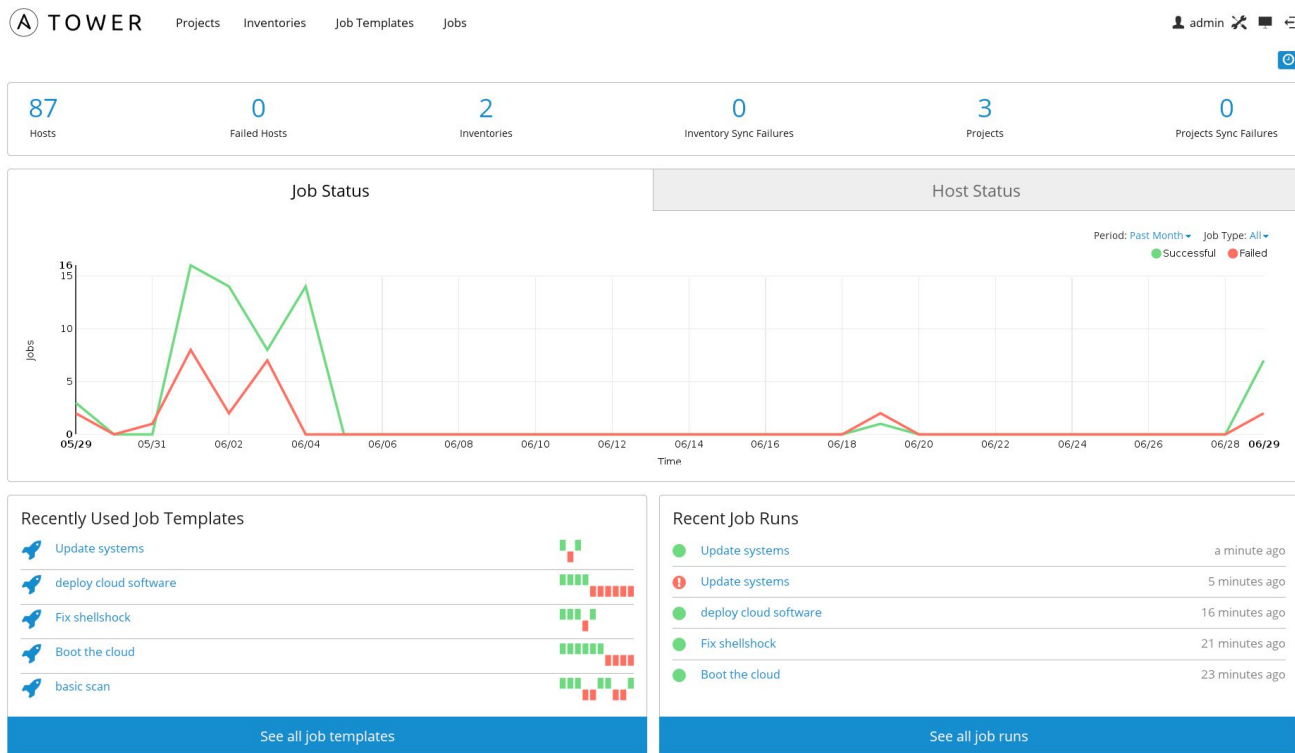 A TOWER Projects Inventories Job Templates Jobs admin
87 0 2 0 3 0
Hosts Failed Hosts Inventories Inventory Sync Failures Projects Projects Sync Failures
Job Status Host Status
Period: Past Month Job Type: All
Successful Failed
16
15
10
5
0
Jobs
05/29 05/31 06/02 06/04 06/06 06/08 06/10 06/12 06/14 06/16 06/18 06/20 06/22 06/24 06/26 06/28 06/29
Time
Recently Used Job Templates
Update systems
deploy cloud software
Fix shellshock
Boot the cloud
basic scan
See all job templates
Recent Job Runs
Update systems a minute ago
Update systems 5 minutes ago
deploy cloud software 16 minutes ago
Fix shellshock 21 minutes ago
Boot the cloud 23 minutes ago
See all job runs